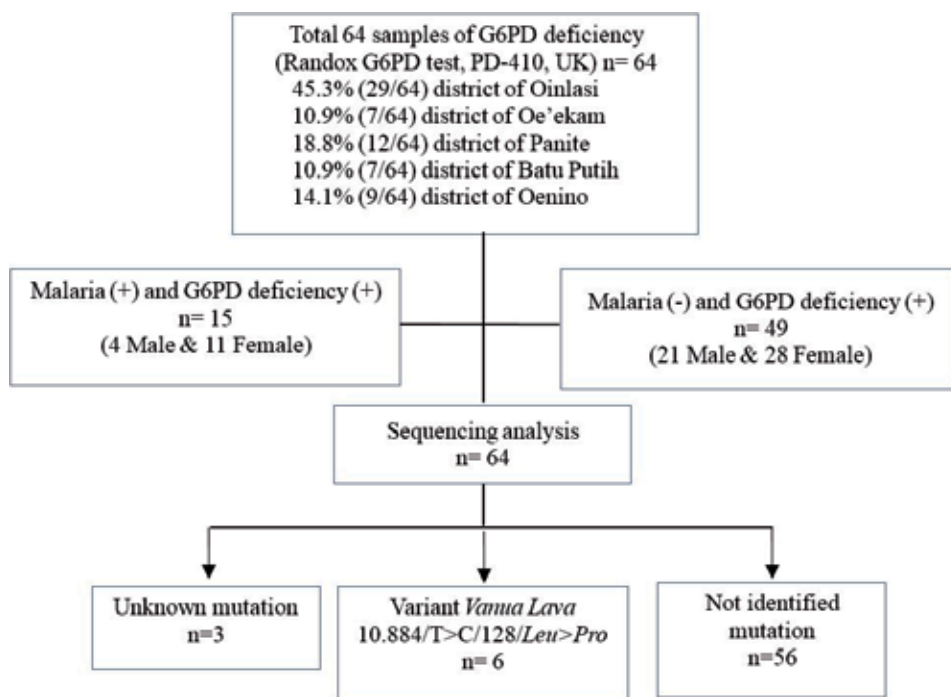 Total 64 samples of G6PD deficiency
(Randox G6PD test, PD-410, UK) n= 64
45.3% (29/64) district of Oinlasi
10.9% (7/64) district of Oe’ekam
18.8% (12/64) district of Panite
10.9% (7/64) district of Batu Putih
14.1% (9/64) district of Oenino
Malaria (+) and G6PD deficiency (+)
n= 15
(4 Male & 11 Female)
Malaria (-) and G6PD deficiency (+)
n= 49
(21 Male & 28 Female)
Sequencing analysis
n= 64
Unknown mutation
n=3
Variant Vanua Lava
10.884/T>C/128/Leu>Pro
n= 6
Not identified
mutation
n=56